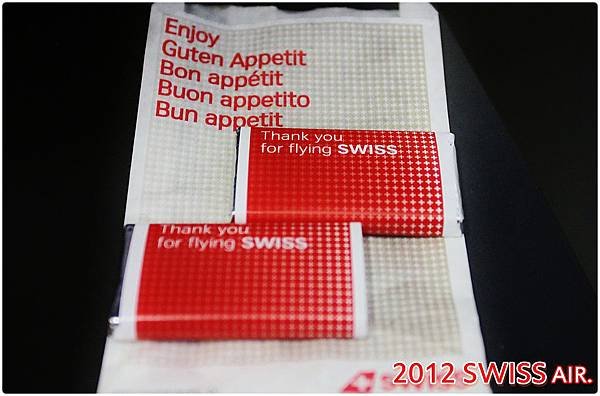 Enjoy
Guten Appetit
Bon appétit
Buon appetito
Bun appetit
Thank you
for flying SWISS
Thank you
for flying SWISS
SWISS
2012 SWISS AIR.